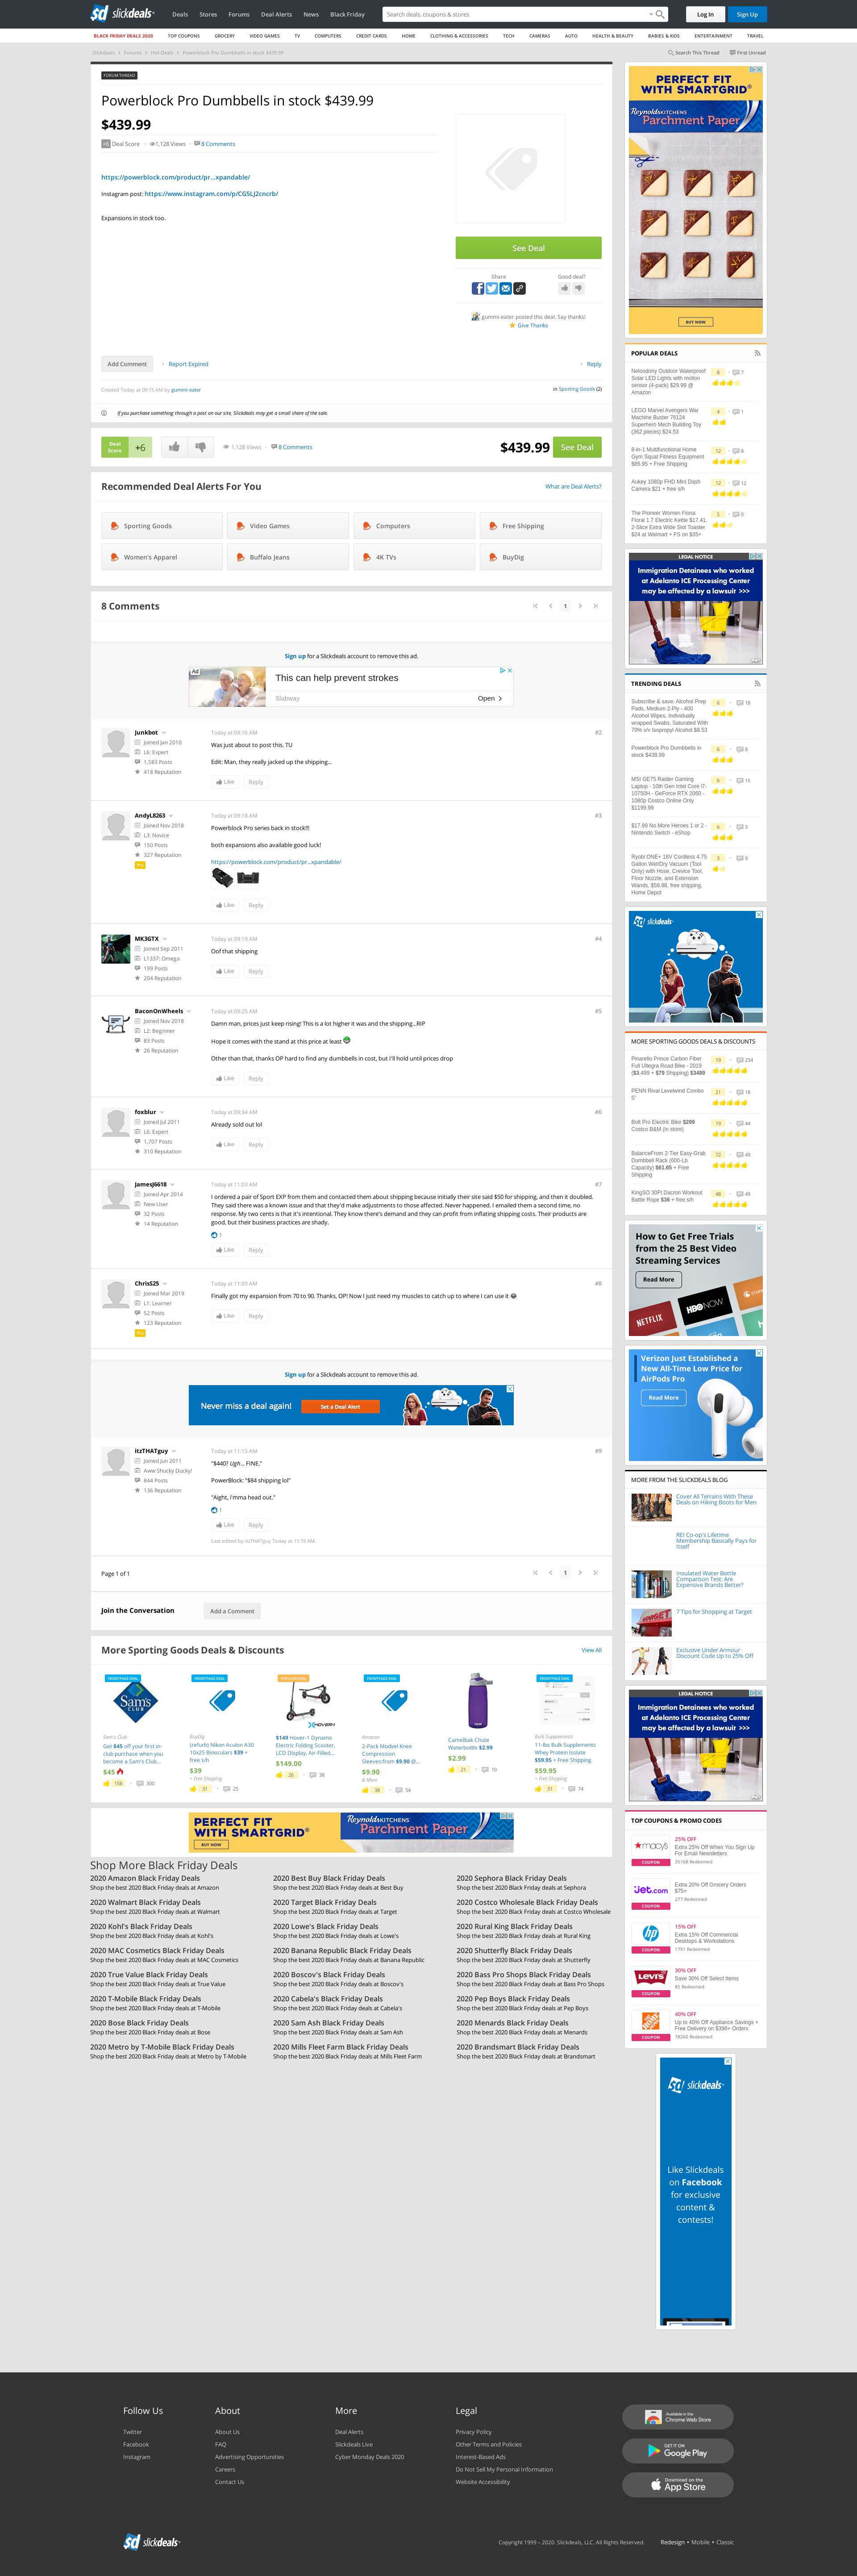 slickdeals
Deals
Stores
Forums
Deal Alerts
News
Black Friday
Search deals, coupons & stores
Log In
Sign Up
BLACK FRIDAY DEALS 2020
TOP COUPONS
GROCERY
VIDEO GAMES
TV
COMPUTERS
CREDIT CARDS
HOME
CLOTHING & ACCESSORIES
TECH
CAMERAS
AUTO
HEALTH & BEAUTY
BABIES & KIDS
ENTERTAINMENT
TRAVEL
Slickdeals
Forums
Hot Deals
Powerblock Pro Dumbbells in stock $439.99
Search This Thread
First Unread
FORUM THREAD
Powerblock Pro Dumbbells in stock $439.99
$439.99
+6 Deal Score
1,128 Views
8 Comments
https://powerblock.com/product/pr...xpandable/
Instagram post: https://www.instagram.com/p/CG5LJ2cncrb/
Expansions in stock too.
See Deal
Share
Good deal?
gummi-eater posted this deal. Say thanks!
Give Thanks
Add Comment
Report Expired
Reply
Created Today at 09:15 AM by gummi-eater
in Sporting Goods (2)
If you purchase something through a post on our site, Slickdeals may get a small share of the sale.
Deal Score
+6
1,128 Views
8 Comments
$439.99
See Deal
Recommended Deal Alerts For You
What are Deal Alerts?
Sporting Goods
Video Games
Computers
Free Shipping
Women's Apparel
Buffalo Jeans
4K TVs
BuyDig
8 Comments
1
Sign up for a Slickdeals account to remove this ad.
Ad
This can help prevent strokes
Slabway
Open
Junkbot
Joined Jan 2010
L6: Expert
1,583 Posts
418 Reputation
Today at 09:16 AM
#2
Was just about to post this. TU
Edit: Man, they really jacked up the shipping...
Like
Reply
AndyL8263
Joined Nov 2018
L3: Novice
150 Posts
327 Reputation
Pro
Today at 09:18 AM
#3
Powerblock Pro series back in stock!!!
both expansions also available good luck!
https://powerblock.com/product/pr...xpandable/
Like
Reply
MK3GTX
Joined Sep 2011
L1337: Omega
199 Posts
204 Reputation
Today at 09:19 AM
#4
Oof that shipping
Like
Reply
BaconOnWheels
Joined Nov 2018
L2: Beginner
83 Posts
26 Reputation
Today at 09:25 AM
#5
Damn man, prices just keep rising! This is a lot higher it was and the shipping...RIP
Hope it comes with the stand at this price at least
Other than that, thanks OP hard to find any dumbbells in cost, but I'll hold until prices drop
Like
Reply
foxblur
Joined Jul 2011
L6: Expert
1,707 Posts
310 Reputation
Today at 09:34 AM
#6
Already sold out lol
Like
Reply
JamesJ6618
Joined Apr 2014
New User
32 Posts
14 Reputation
Today at 11:03 AM
#7
I ordered a pair of Sport EXP from them and contacted them about shipping because initially their site said $50 for shipping, and then it doubled.
They said there was a known issue and that they'd make adjustments to those affected. Never happened. I emailed them a second time, no
response. My two cents is that it's intentional. They know there's demand and they can profit from inflating shipping costs. Their products are
good, but their business practices are shady.
1
Like
Reply
ChrisS25
Joined Mar 2019
L1: Learner
52 Posts
123 Reputation
Pro
Today at 11:09 AM
#8
Finally got my expansion from 70 to 90, Thanks, OP! Now I just need my muscles to catch up to where I can use it 😂
Like
Reply
Sign up for a Slickdeals account to remove this ad.
Never miss a deal again!
Set a Deal Alert
itzTHATguy
Joined Jun 2011
Aww Shucky Ducky!
844 Posts
136 Reputation
Today at 11:15 AM
#9
"$440? Ugh... FINE."
PowerBlock: "$84 shipping lol"
"Aight, i'mma head out."
1
Like
Reply
Last edited by itzTHATguy Today at 11:19 AM.
Page 1 of 1
1
Join the Conversation
Add a Comment
More Sporting Goods Deals & Discounts
View All
FRONTPAGE DEAL
Sam's Club
Get $45 off your first in-
club purchase when you
become a Sam's Club...
$45
158
300
FRONTPAGE DEAL
BuyDig
(refurb) Nikon Aculon A30
10x25 Binoculars $39 +
free s/h
$39
+ Free Shipping
31
25
POPULAR DEAL
HOVER-1
$149 Hover-1 Dynamo
Electric Folding Scooter,
LCD Display, Air-Filled...
$149.00
26
38
FRONTPAGE DEAL
Amazon
2-Pack Modvel Knee
Compression
Sleeves from $9.90 @...
$9.90
& More
38
54
Camelbak Chute
Waterbottle $2.99
$2.99
21
10
FRONTPAGE DEAL
Bulk Supplements
11-lbs Bulk Supplements
Whey Protein Isolate
$59.95 + Free Shipping
$59.95
+ Free Shipping
31
74
PERFECT FIT
WITH SMARTGRID®
BUY NOW
REYNOLDS KITCHENS
Parchment Paper
Shop More Black Friday Deals
2020 Amazon Black Friday Deals
Shop the best 2020 Black Friday deals at Amazon
2020 Best Buy Black Friday Deals
Shop the best 2020 Black Friday deals at Best Buy
2020 Sephora Black Friday Deals
Shop the best 2020 Black Friday deals at Sephora
2020 Walmart Black Friday Deals
Shop the best 2020 Black Friday deals at Walmart
2020 Target Black Friday Deals
Shop the best 2020 Black Friday deals at Target
2020 Costco Wholesale Black Friday Deals
Shop the best 2020 Black Friday deals at Costco Wholesale
2020 Kohl's Black Friday Deals
Shop the best 2020 Black Friday deals at Kohl's
2020 Lowe's Black Friday Deals
Shop the best 2020 Black Friday deals at Lowe's
2020 Rural King Black Friday Deals
Shop the best 2020 Black Friday deals at Rural King
2020 MAC Cosmetics Black Friday Deals
Shop the best 2020 Black Friday deals at MAC Cosmetics
2020 Banana Republic Black Friday Deals
Shop the best 2020 Black Friday deals at Banana Republic
2020 Shutterfly Black Friday Deals
Shop the best 2020 Black Friday deals at Shutterfly
2020 True Value Black Friday Deals
Shop the best 2020 Black Friday deals at True Value
2020 Boscov's Black Friday Deals
Shop the best 2020 Black Friday deals at Boscov's
2020 Bass Pro Shops Black Friday Deals
Shop the best 2020 Black Friday deals at Bass Pro Shops
2020 T-Mobile Black Friday Deals
Shop the best 2020 Black Friday deals at T-Mobile
2020 Cabela's Black Friday Deals
Shop the best 2020 Black Friday deals at Cabela's
2020 Pep Boys Black Friday Deals
Shop the best 2020 Black Friday deals at Pep Boys
2020 Bose Black Friday Deals
Shop the best 2020 Black Friday deals at Bose
2020 Sam Ash Black Friday Deals
Shop the best 2020 Black Friday deals at Sam Ash
2020 Menards Black Friday Deals
Shop the best 2020 Black Friday deals at Menards
2020 Metro by T-Mobile Black Friday Deals
Shop the best 2020 Black Friday deals at Metro by T-Mobile
2020 Mills Fleet Farm Black Friday Deals
Shop the best 2020 Black Friday deals at Mills Fleet Farm
2020 Brandsmart Black Friday Deals
Shop the best 2020 Black Friday deals at Brandsmart
PERFECT FIT
WITH SMARTGRID®
REYNOLDS KITCHENS
Parchment Paper
BUY NOW
POPULAR DEALS
Neloodony Outdoor Waterproof
Solar LED Lights with motion
sensor (4-pack) $29.99 @
Amazon
8
7
LEGO Marvel Avengers War
Machine Buster 76124
Superhero Mech Building Toy
(362 pieces) $24.53
4
1
8-in-1 Multifunctional Home
Gym Squat Fitness Equipment
$85.95 + Free Shipping
12
8
Aukey 1080p FHD Mini Dash
Camera $21 + free s/h
12
12
The Pioneer Women Fiona
Floral 1.7 Electric Kettle $17.41,
2-Slice Extra Wide Slot Toaster
$24 at Walmart + FS on $35+
5
0
LEGAL NOTICE
Immigration Detainees who worked
at Adelanto ICE Processing Center
may be affected by a lawsuit >>>
TRENDING DEALS
Subscribe & save: Alcohol Prep
Pads, Medium 2-Ply - 400
Alcohol Wipes, Individually
wrapped Swabs, Saturated With
70% v/v Isopropyl Alcohol $8.53
6
18
Powerblock Pro Dumbbells in
stock $439.99
6
8
MSI GE75 Raider Gaming
Laptop - 10th Gen Intel Core i7-
10750H - GeForce RTX 2060 -
1080p Costco Online Only
$1199.99
6
15
$17.99 No More Heroes 1 or 2 -
Nintendo Switch - eShop
6
3
Ryobi ONE+ 18V Cordless 4.75
Gallon Wet/Dry Vacuum (Tool
Only) with Hose, Crevice Tool,
Floor Nozzle, and Extension
Wands, $59.88, free shipping,
Home Depot
3
9
slickdeals
MORE SPORTING GOODS DEALS & DISCOUNTS
Pinarello Prince Carbon Fiber
Full Ultegra Road Bike - 2019
($3,499 + $79 Shipping) $3499
19
234
PENN Rival Levelwind Combo
5"
21
18
Bolt Pro Electric Bike $299
Costco B&M (in store)
19
44
BalanceFrom 2-Tier Easy-Grab
Dumbbell Rack (600-Lb
Capacity) $61.65 + Free
Shipping
72
49
KingSO 30Ft Dacron Workout
Battle Rope $36 + free s/h
48
49
How to Get Free Trials
from the 25 Best Video
Streaming Services
Read More
NETFLIX
HBO NOW
Verizon Just Established a
New All-Time Low Price for
AirPods Pro
Read More
MORE FROM THE SLICKDEALS BLOG
Cover All Terrains With These
Deals on Hiking Boots for Men
REI Co-op's Lifetime
Membership Basically Pays for
Itself
Insulated Water Bottle
Comparison Test: Are
Expensive Brands Better?
7 Tips for Shopping at Target
Exclusive Under Armour
Discount Code Up to 25% Off
LEGAL NOTICE
Immigration Detainees who worked
at Adelanto ICE Processing Center
may be affected by a lawsuit >>>
TOP COUPONS & PROMO CODES
macys
COUPON
25% OFF
Extra 25% Off When You Sign Up
For Email Newsletters
35168 Redeemed
Jet.com
COUPON
Extra 20% Off Grocery Orders
$75+
277 Redeemed
hp
COUPON
15% OFF
Extra 15% Off Commercial
Desktops & Workstations
1791 Redeemed
LEVI'S
COUPON
30% OFF
Save 30% Off Select Items
95 Redeemed
COUPON
40% OFF
Up to 40% Off Appliance Savings +
Free Delivery on $396+ Orders
78260 Redeemed
slickdeals
Like Slickdeals
on Facebook
for exclusive
content &
contests!
Follow Us
Twitter
Facebook
Instagram
About
About Us
FAQ
Advertising Opportunities
Careers
Contact Us
More
Deal Alerts
Slickdeals Live
Cyber Monday Deals 2020
Legal
Privacy Policy
Other Terms and Policies
Interest-Based Ads
Do Not Sell My Personal Information
Website Accessibility
Available in the
Chrome Web Store
GET IT ON
Google Play
Download on the
App Store
slickdeals
Copyright 1999 - 2020. Slickdeals, LLC. All Rights Reserved.
Redesign • Mobile • Classic